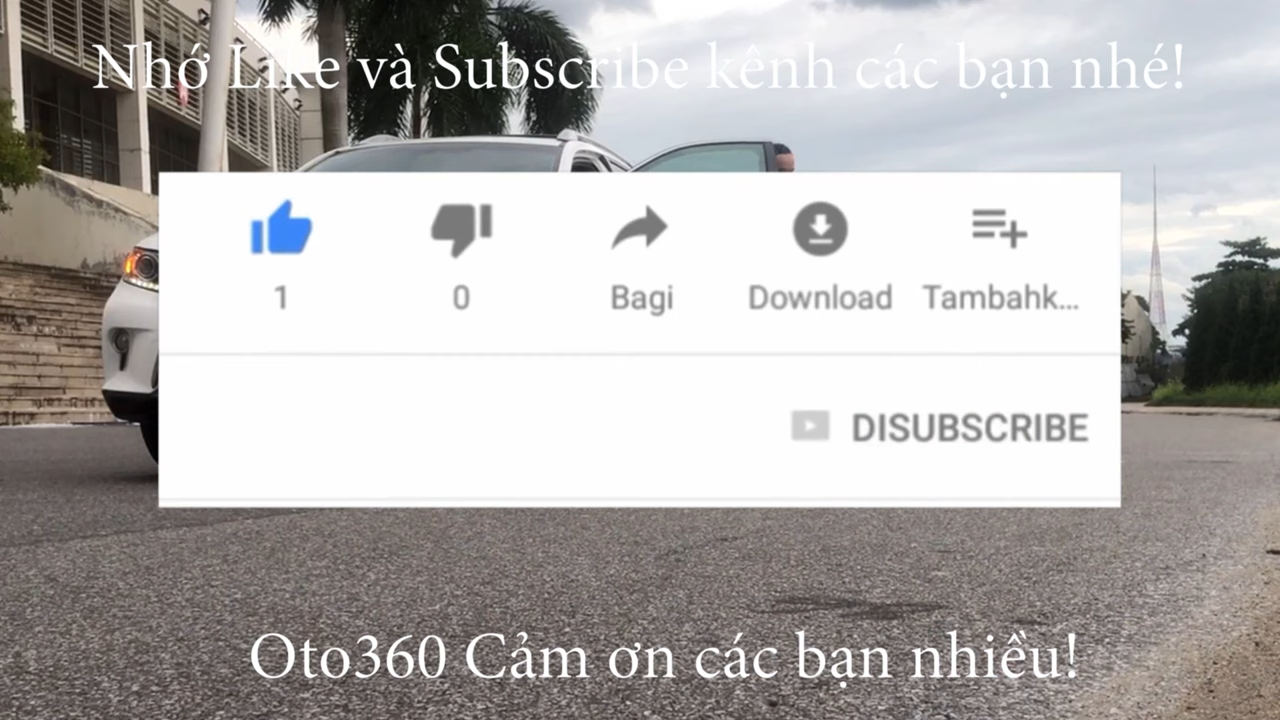 Nhớ Like và Subscribe kênh các bạn nhé!
1 0 Bagi Download Tambahk...
DISUBSCRIBE
Oto360 Cảm ơn các bạn nhiều!